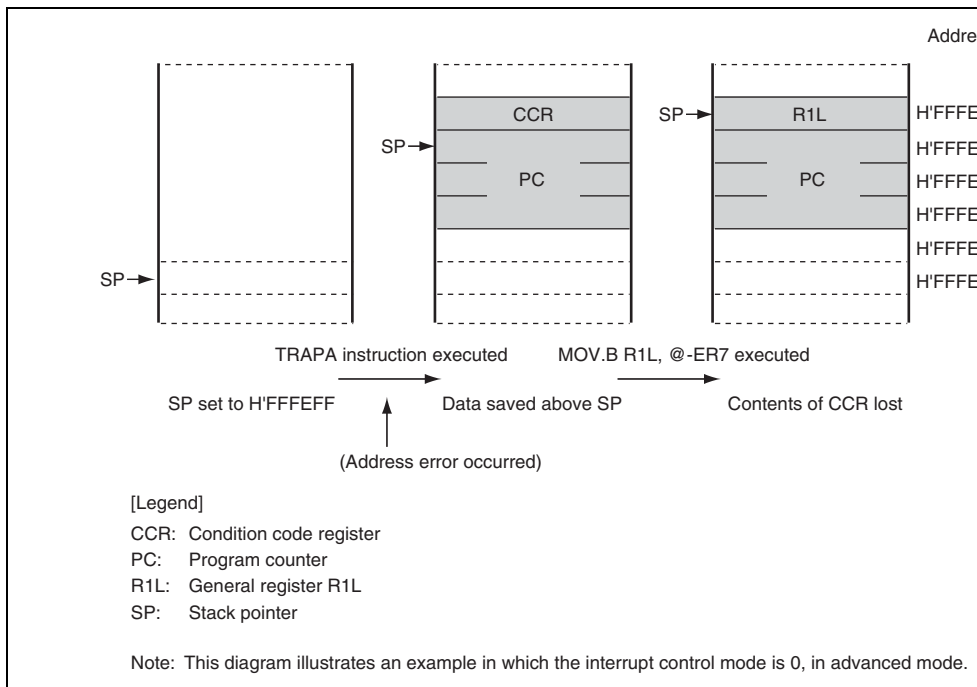 Addre
CCR
SP
R1L
H'FFFE
SP
H'FFFE
PC
PC
H'FFFE
H'FFFE
H'FFFE
SP
H'FFFE
TRAPA instruction executed
MOV.B R1L, @-ER7 executed
SP set to H'FFFEFF
Data saved above SP
Contents of CCR lost
(Address error occurred)
[Legend]
CCR: Condition code register
PC: Program counter
R1L: General register R1L
SP: Stack pointer
Note: This diagram illustrates an example in which the interrupt control mode is 0, in advanced mode.